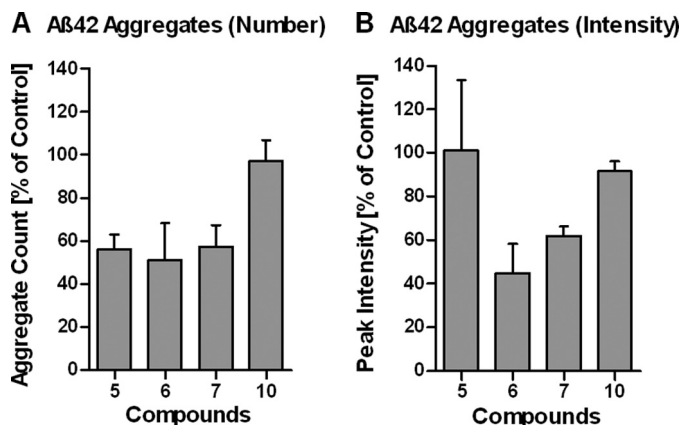 A Aß42 Aggregates (Number)
Aggregate Count [% of Control]
140
120
100
80
60
40
20
0
5 6 7 10
Compounds
B Aß42 Aggregates (Intensity)
Peak Intensity [% of Control]
140
120
100
80
60
40
20
0
5 6 7 10
Compounds